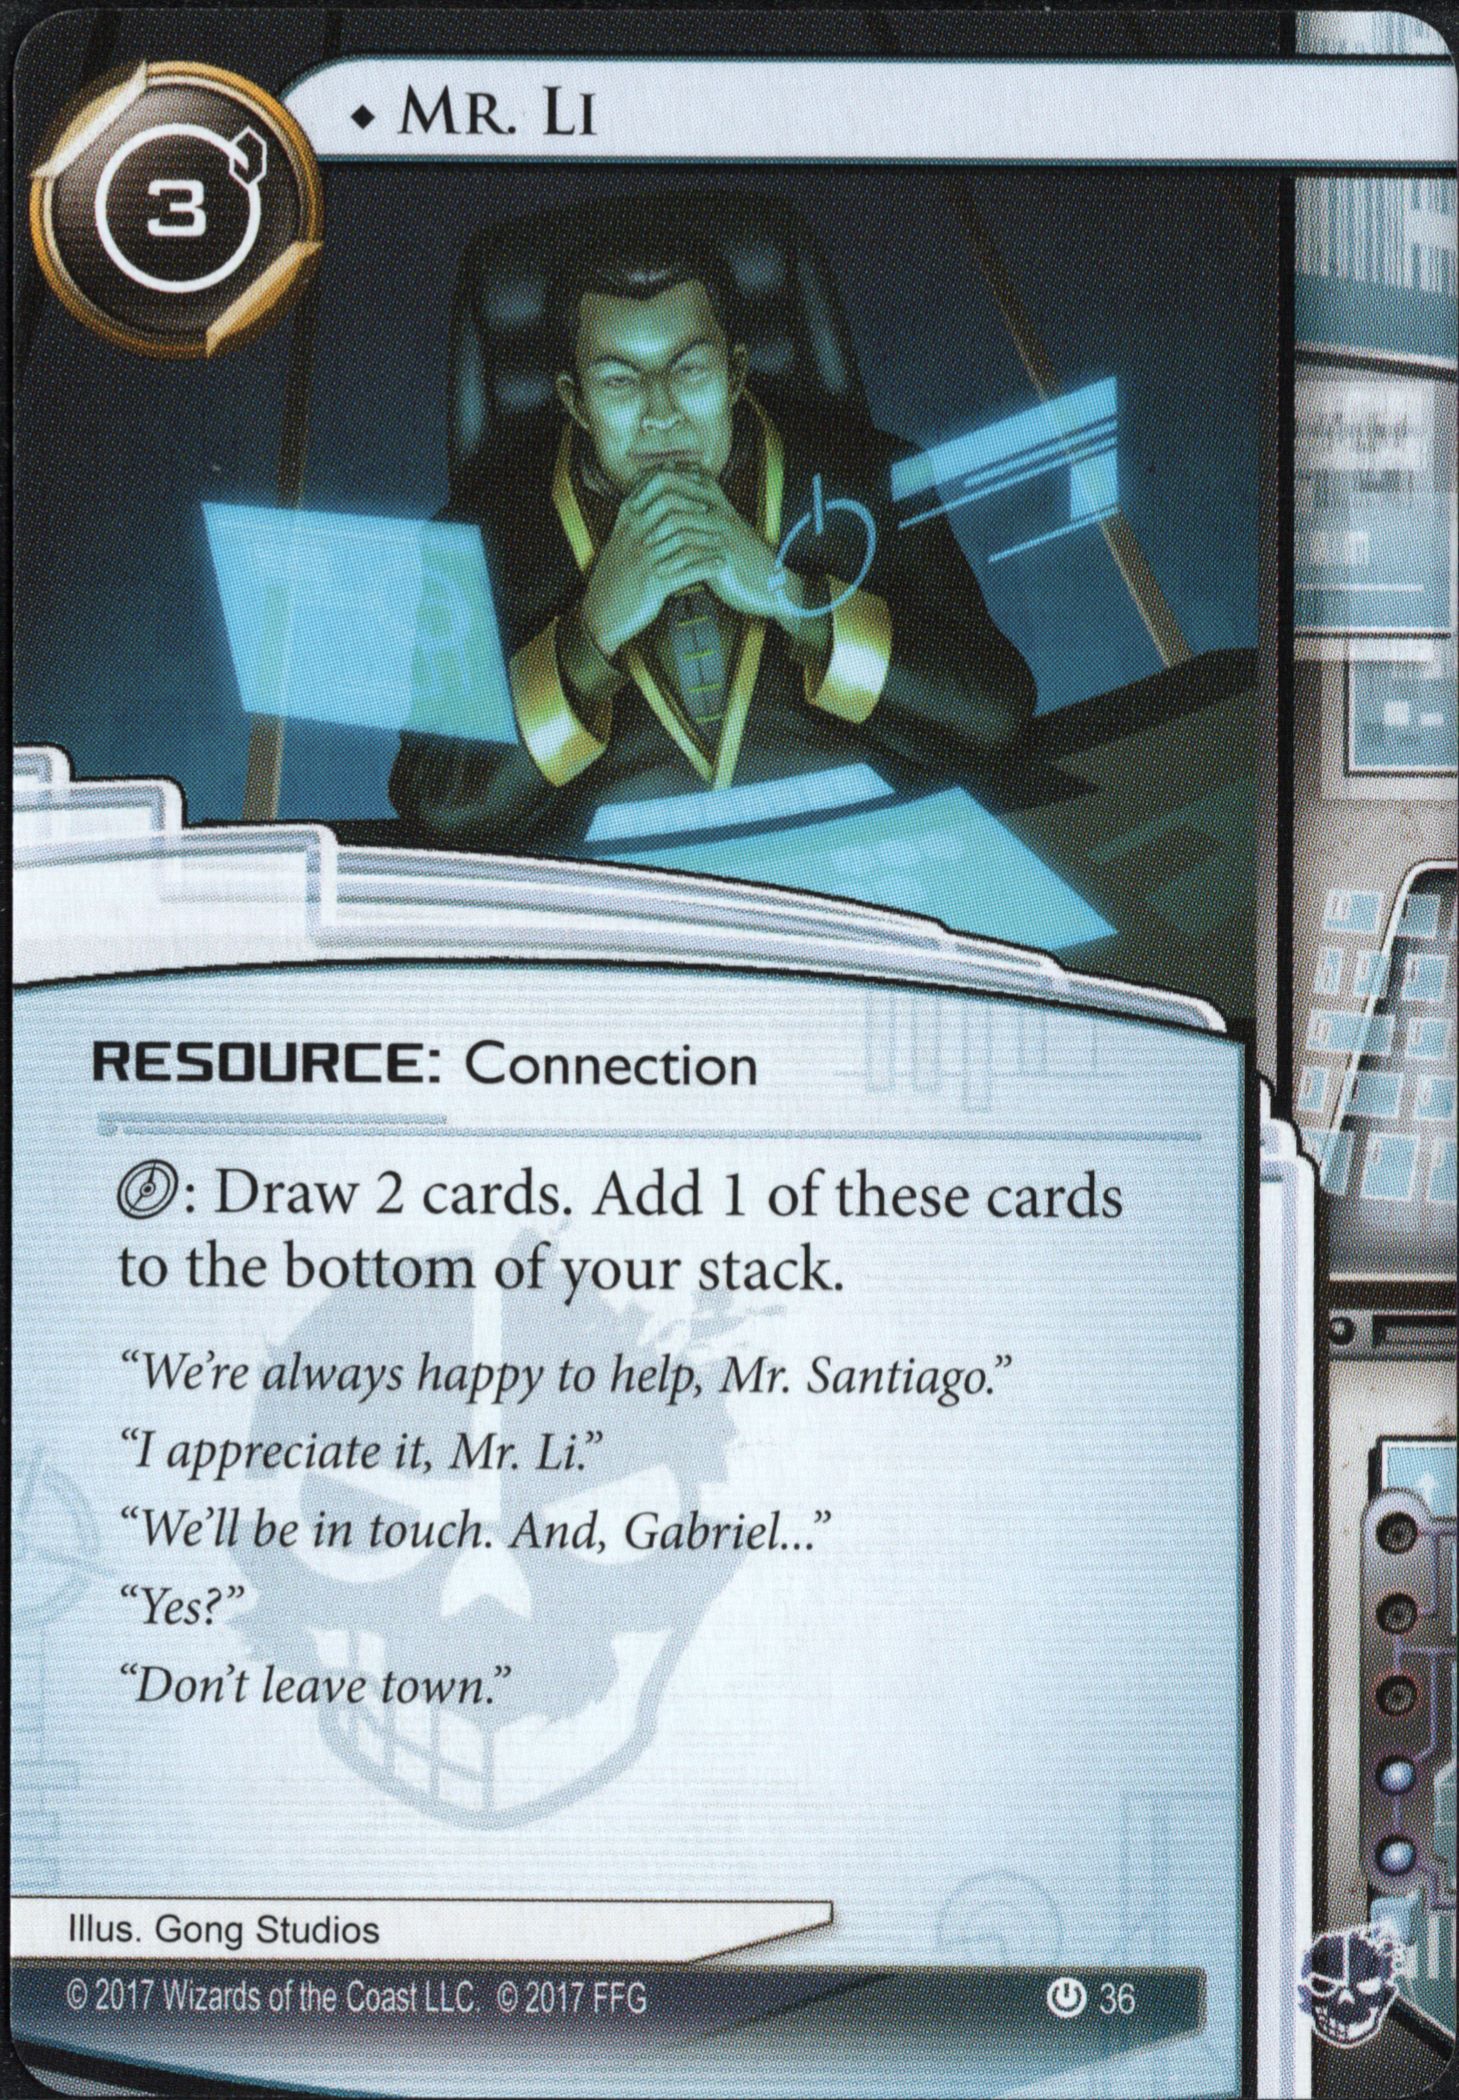 3
◆ Mr. Li
RESOURCE: Connection
: Draw 2 cards. Add 1 of these cards
to the bottom of your stack.
“We’re always happy to help, Mr. Santiago.”
“I appreciate it, Mr. Li.”
“We’ll be in touch. And, Gabriel...”
“Yes?”
“Don’t leave town.”
Illus. Gong Studios
© 2017 Wizards of the Coast LLC. © 2017 FFG
36